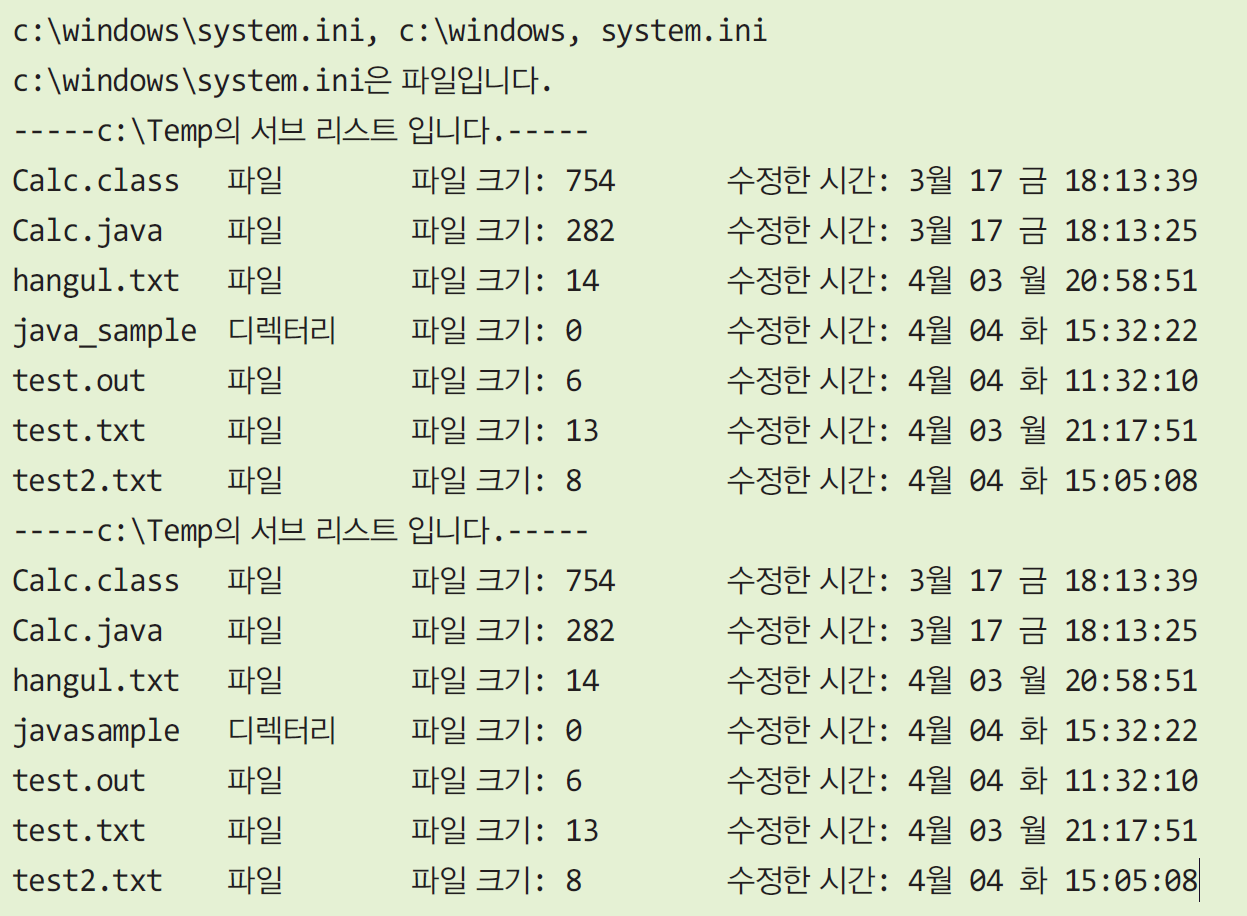 c:\windows\system.ini, c:\windows, system.ini
c:\windows\system.ini은 파일입니다.
-----c:\Temp의 서브 리스트 입니다.-----
Calc.class 파일 파일 크기: 754 수정한 시간: 3월 17 금 18:13:39
Calc.java 파일 파일 크기: 282 수정한 시간: 3월 17 금 18:13:25
hangul.txt 파일 파일 크기: 14 수정한 시간: 4월 03 월 20:58:51
java_sample 디렉터리 파일 크기: 0 수정한 시간: 4월 04 화 15:32:22
test.out 파일 파일 크기: 6 수정한 시간: 4월 04 화 11:32:10
test.txt 파일 파일 크기: 13 수정한 시간: 4월 03 월 21:17:51
test2.txt 파일 파일 크기: 8 수정한 시간: 4월 04 화 15:05:08
-----c:\Temp의 서브 리스트 입니다.-----
Calc.class 파일 파일 크기: 754 수정한 시간: 3월 17 금 18:13:39
Calc.java 파일 파일 크기: 282 수정한 시간: 3월 17 금 18:13:25
hangul.txt 파일 파일 크기: 14 수정한 시간: 4월 03 월 20:58:51
javasample 디렉터리 파일 크기: 0 수정한 시간: 4월 04 화 15:32:22
test.out 파일 파일 크기: 6 수정한 시간: 4월 04 화 11:32:10
test.txt 파일 파일 크기: 13 수정한 시간: 4월 03 월 21:17:51
test2.txt 파일 파일 크기: 8 수정한 시간: 4월 04 화 15:05:08